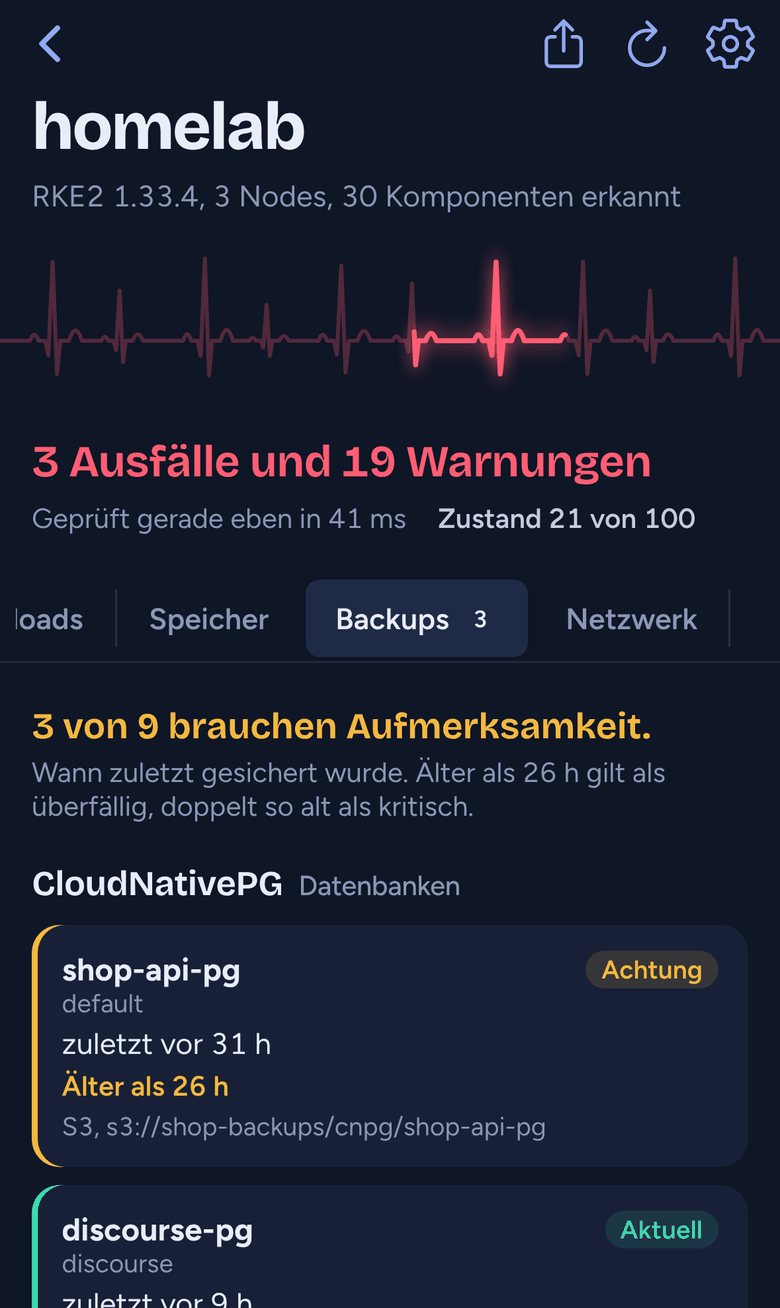 homelab
RKE2 1.33.4, 3 Nodes, 30 Komponenten erkannt
3 Ausfälle und 19 Warnungen
Geprüft gerade eben in 41 ms Zustand 21 von 100
loads Speicher Backups 3 Netzwerk
3 von 9 brauchen Aufmerksamkeit.
Wann zuletzt gesichert wurde. Älter als 26 h gilt als
überfällig, doppelt so alt als kritisch.
CloudNativePG Datenbanken
shop-api-pg Achtung
default
zuletzt vor 31 h
Älter als 26 h
S3, s3://shop-backups/cnpg/shop-api-pg
discourse-pg Aktuell
discourse
zuletzt vor 9 h